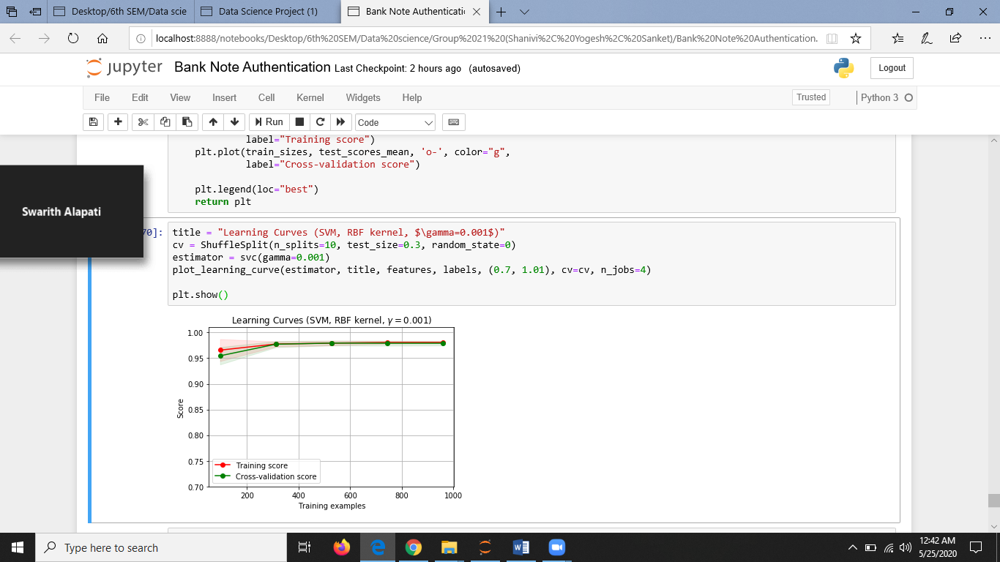 Desktop/6th SEM/Data scie
Data Science Project (1)
Bank Note Authenticati
localhost:8888/notebooks/Desktop/6th%20SEM/Data%20science/Group%2021%20(Shanivi%2C%20Yogesh%2C%20Sanket)/Bank%20Note%20Authentication.
jupyter Bank Note Authentication Last Checkpoint: 2 hours ago (autosaved)
Logout
File Edit View Insert Cell Kernel Widgets Help
Trusted
Python 3
Run
Code
label="Training score")
plt.plot(train_sizes, test_scores_mean, 'o-', color="g",
label="Cross-validation score")
plt.legend(loc="best")
return plt
Swarith Alapati
70]:
title = "Learning Curves (SVM, RBF kernel, $\gamma=0.001$)"
cv = ShuffleSplit(n_splits=10, test_size=0.3, random_state=0)
estimator = svc(gamma=0.001)
plot_learning_curve(estimator, title, features, labels, (0.7, 1.01), cv=cv, n_jobs=4)
plt.show()
Learning Curves (SVM, RBF kernel, γ = 0.001)
1.00
0.95
0.90
0.85
0.80
0.75
0.70
Score
Training score
Cross-validation score
200 400 600 800 1000
Training examples
Type here to search
12:42 AM
5/25/2020